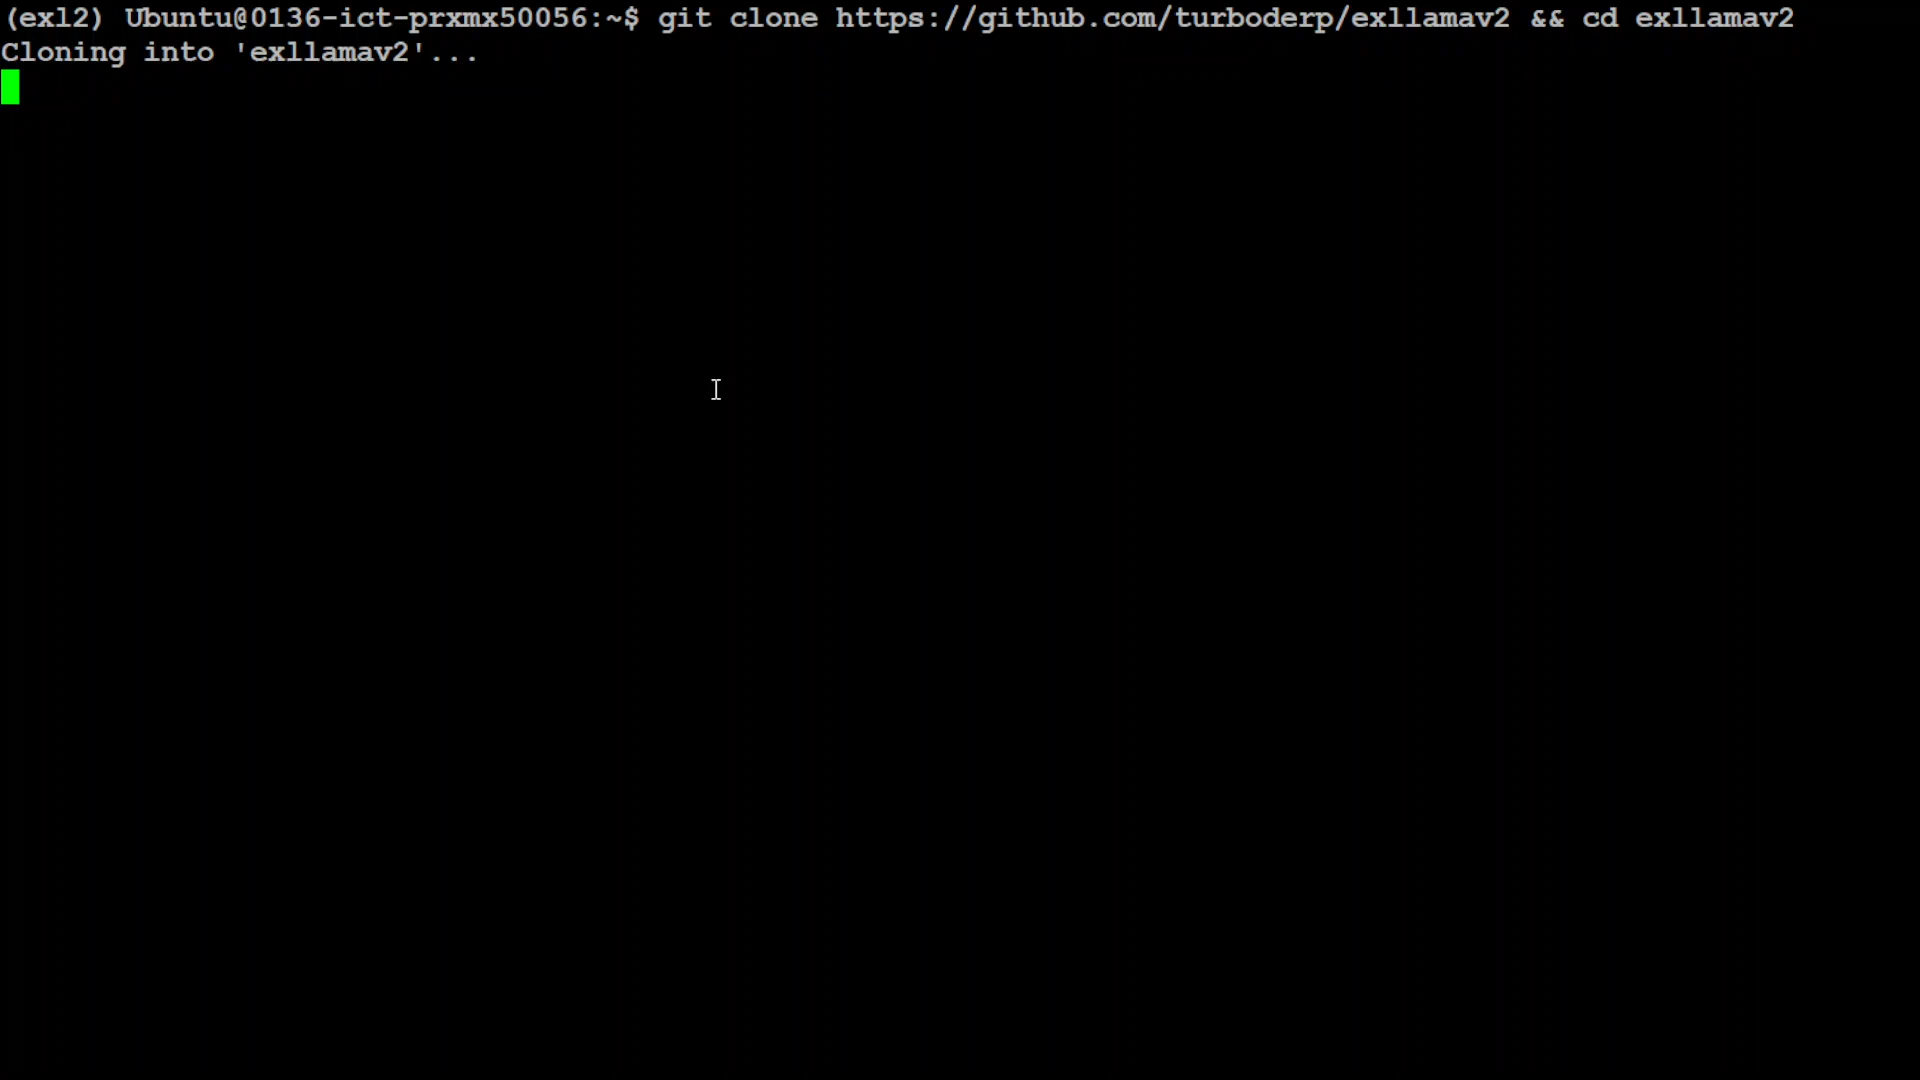 (exl2) Ubuntu@0136-ict-prxmx50056:~$ git clone https://github.com/turboderp/exllamav2 && cd exllamav2
Cloning into 'exllamav2'...